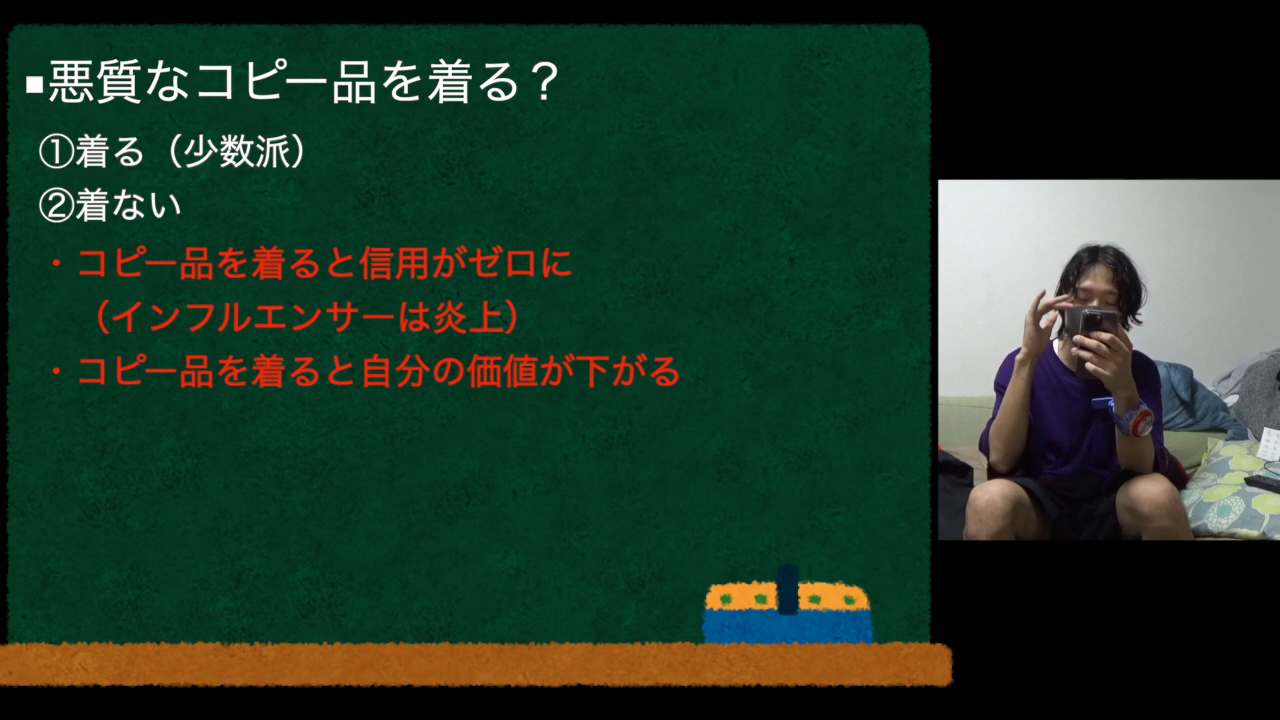 ▪悪質なコピー品を着る？
①着る（少数派）
②着ない
・コピー品を着ると信用がゼロに
（インフルエンサーは炎上）
・コピー品を着ると自分の価値が下がる